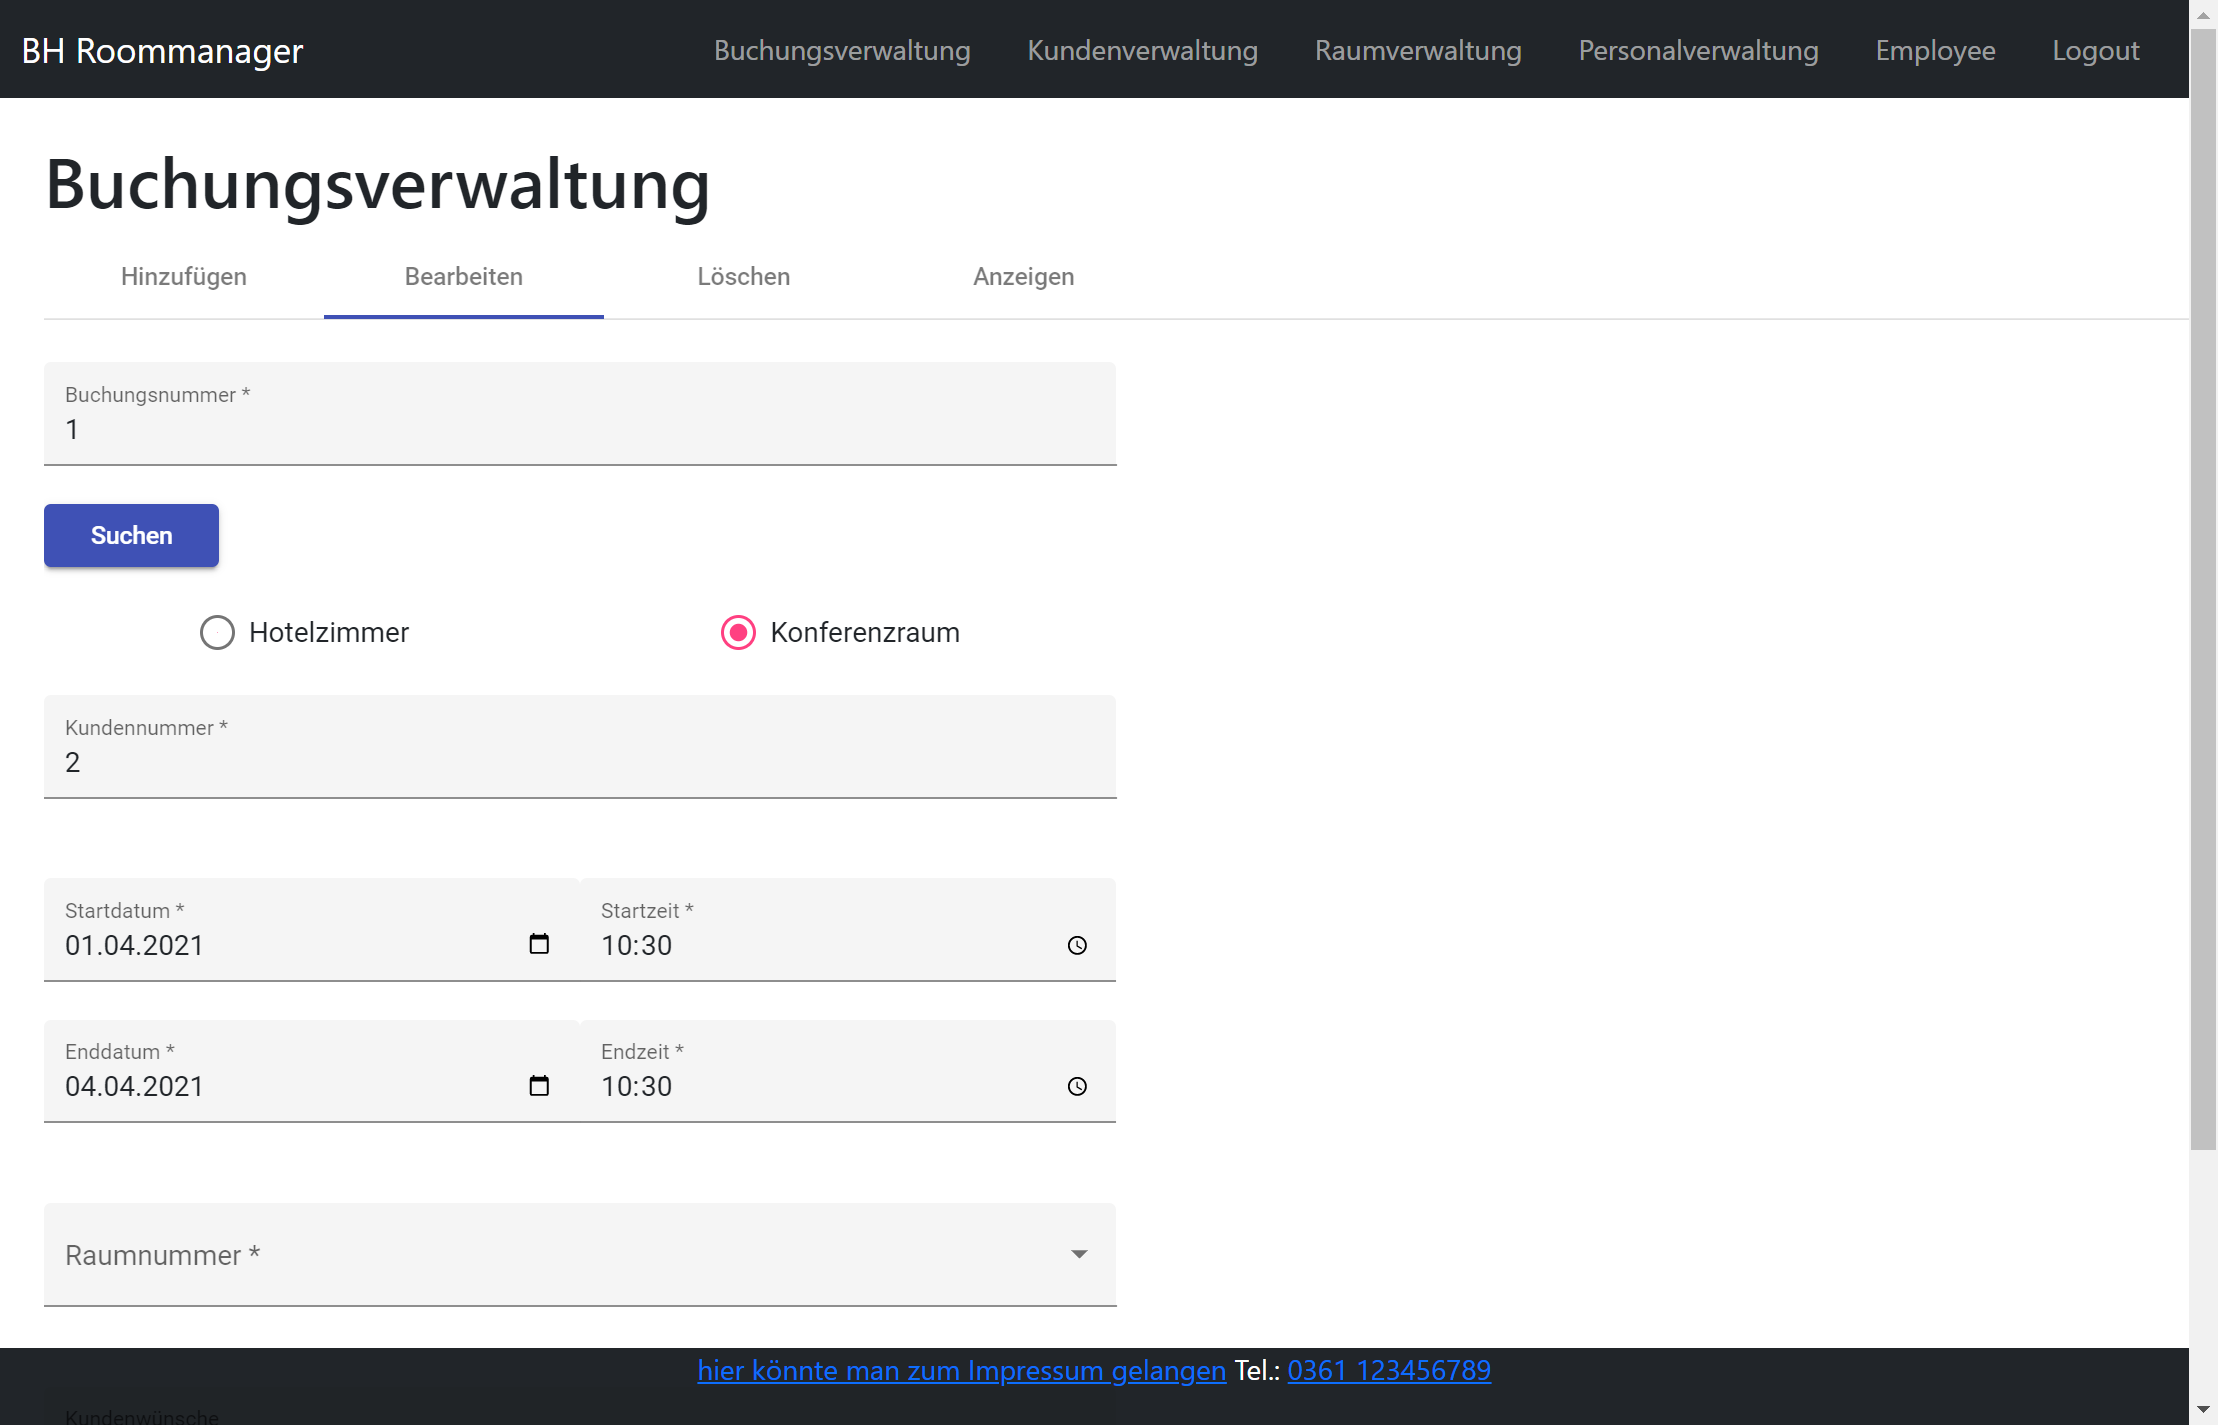 BH Roommanager Buchungsverwaltung Kundenverwaltung Raumverwaltung Personalverwaltung Employee Logout
Buchungsverwaltung
Hinzufügen Bearbeiten Löschen Anzeigen
Buchungsnummer *
1
Suchen
Hotelzimmer Konferenzraum
Kundennummer *
2
Startdatum * Startzeit *
01.04.2021 10:30
Enddatum * Endzeit *
04.04.2021 10:30
Raumnummer *
hier könnte man zum Impressum gelangen Tel.: 0361 123456789
Kundenwünsche